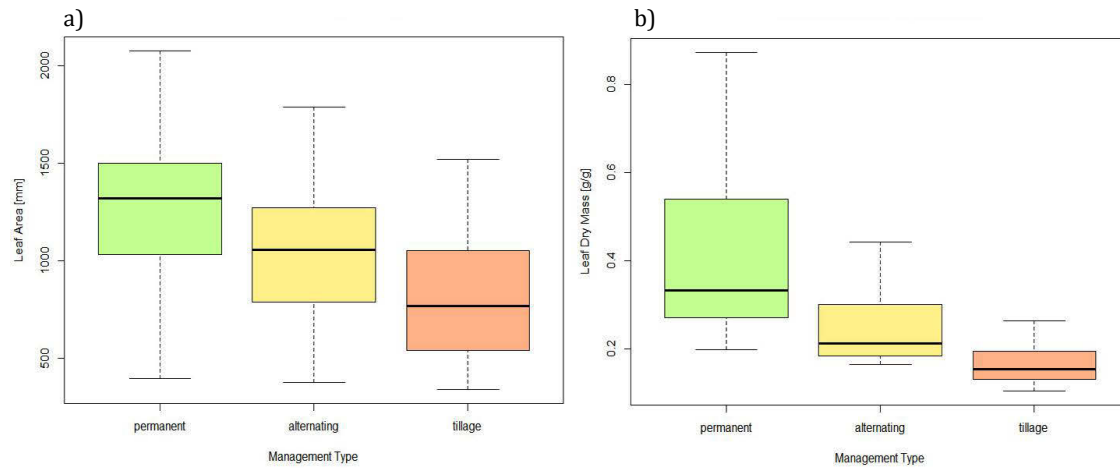 a)
Leaf Area [mm]
2000
1500
1000
500
permanent
alternating
tillage
Management Type
b)
Leaf Dry Mass [g/g]
0.8
0.6
0.4
0.2
permanent
alternating
tillage
Management Type